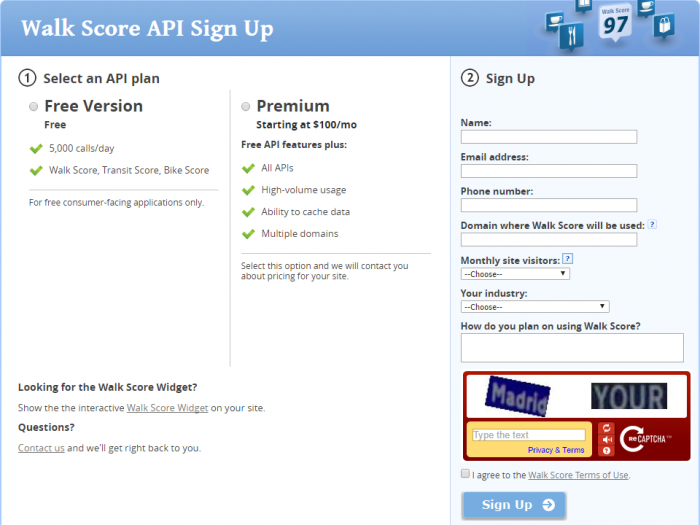 Walk Score API Sign Up
Walk Score
97
1 Select an API plan
Free Version
Free
5,000 calls/day
Walk Score, Transit Score, Bike Score
For free consumer-facing applications only.
Premium
Starting at $100/mo
Free API features plus:
All APIs
High-volume usage
Ability to cache data
Multiple domains
Select this option and we will contact you
about pricing for your site.
Looking for the Walk Score Widget?
Show the the interactive Walk Score Widget on your site.
Questions?
Contact us and we'll get right back to you.
2 Sign Up
Name:
Email address:
Phone number:
Domain where Walk Score will be used: ?
Monthly site visitors: ?
--Choose--
Your industry:
--Choose--
How do you plan on using Walk Score?
Madrid YOUR
Type the text
Privacy & Terms
?
reCAPTCHA™
I agree to the Walk Score Terms of Use.
Sign Up